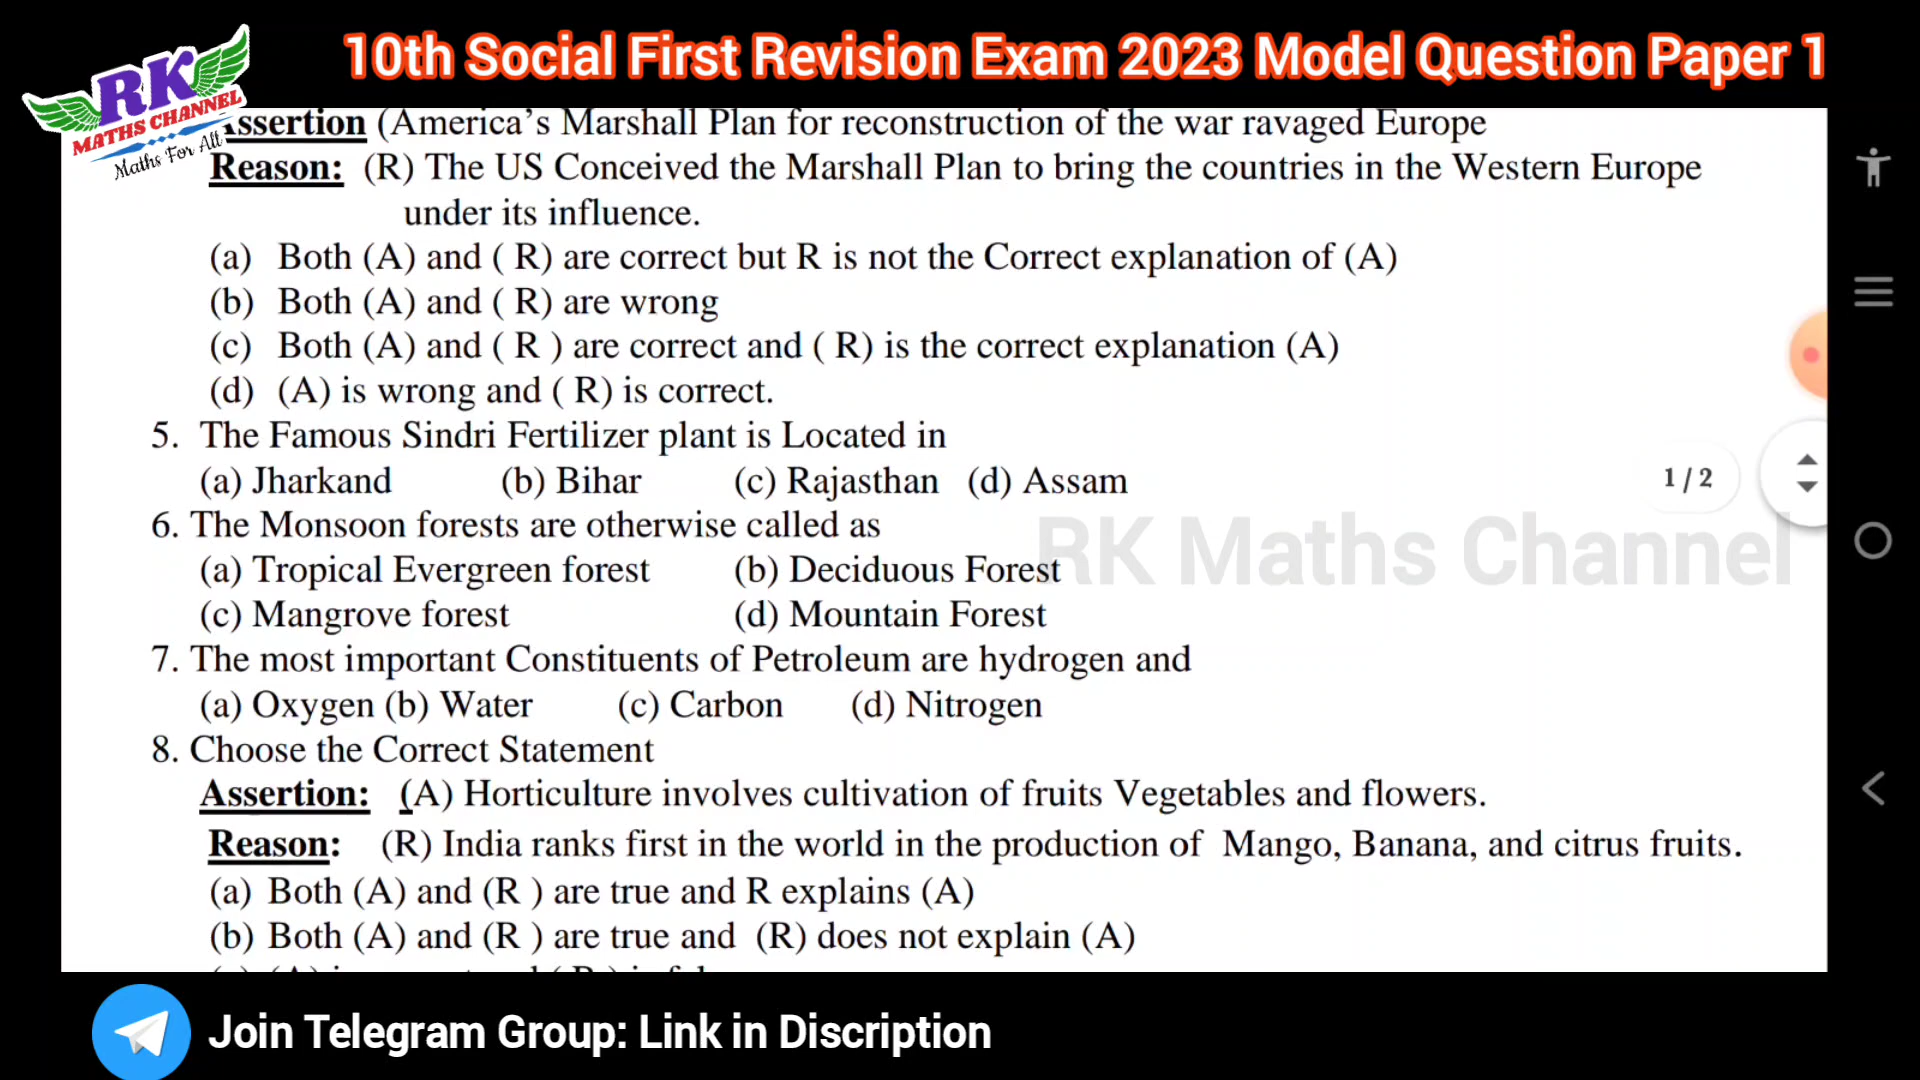 10th Social First Revision Exam 2023 Model Question Paper 1
RK
MATHS CHANNEL
Maths For All
Assertion (America's Marshall Plan for reconstruction of the war ravaged Europe
Reason: (R) The US Conceived the Marshall Plan to bring the countries in the Western Europe
under its influence.
(a) Both (A) and ( R) are correct but R is not the Correct explanation of (A)
(b) Both (A) and ( R) are wrong
(c) Both (A) and ( R ) are correct and ( R) is the correct explanation (A)
(d) (A) is wrong and ( R) is correct.
5. The Famous Sindri Fertilizer plant is Located in
(a) Jharkand (b) Bihar (c) Rajasthan (d) Assam
1 / 2
6. The Monsoon forests are otherwise called as
RK Maths Channel
(a) Tropical Evergreen forest (b) Deciduous Forest
(c) Mangrove forest (d) Mountain Forest
7. The most important Constituents of Petroleum are hydrogen and
(a) Oxygen (b) Water (c) Carbon (d) Nitrogen
8. Choose the Correct Statement
Assertion: (A) Horticulture involves cultivation of fruits Vegetables and flowers.
Reason: (R) India ranks first in the world in the production of Mango, Banana, and citrus fruits.
(a) Both (A) and (R ) are true and R explains (A)
(b) Both (A) and (R ) are true and (R) does not explain (A)
Join Telegram Group: Link in Discription